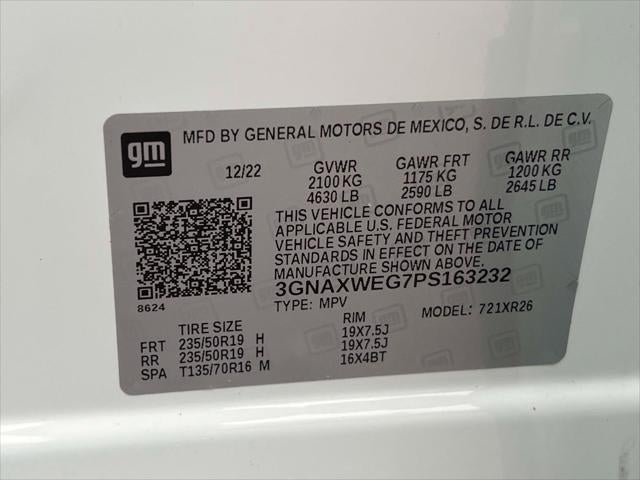 gm
MFD BY GENERAL MOTORS DE MEXICO, S. DE R.L. DE C.V.
12/22 GVWR GAWR FRT GAWR RR
2100 KG 1175 KG 1200 KG
4630 LB 2590 LB 2645 LB
THIS VEHICLE CONFORMS TO ALL
APPLICABLE U.S. FEDERAL MOTOR
VEHICLE SAFETY AND THEFT PREVENTION
STANDARDS IN EFFECT ON THE DATE OF
MANUFACTURE SHOWN ABOVE.
3GNAXWEG7PS163232
8624 TYPE: MPV MODEL: 721XR26
TIRE SIZE RIM
FRT 235/50R19 H 19X7.5J
RR 235/50R19 H 19X7.5J
SPA T135/70R16 M 16X4BT